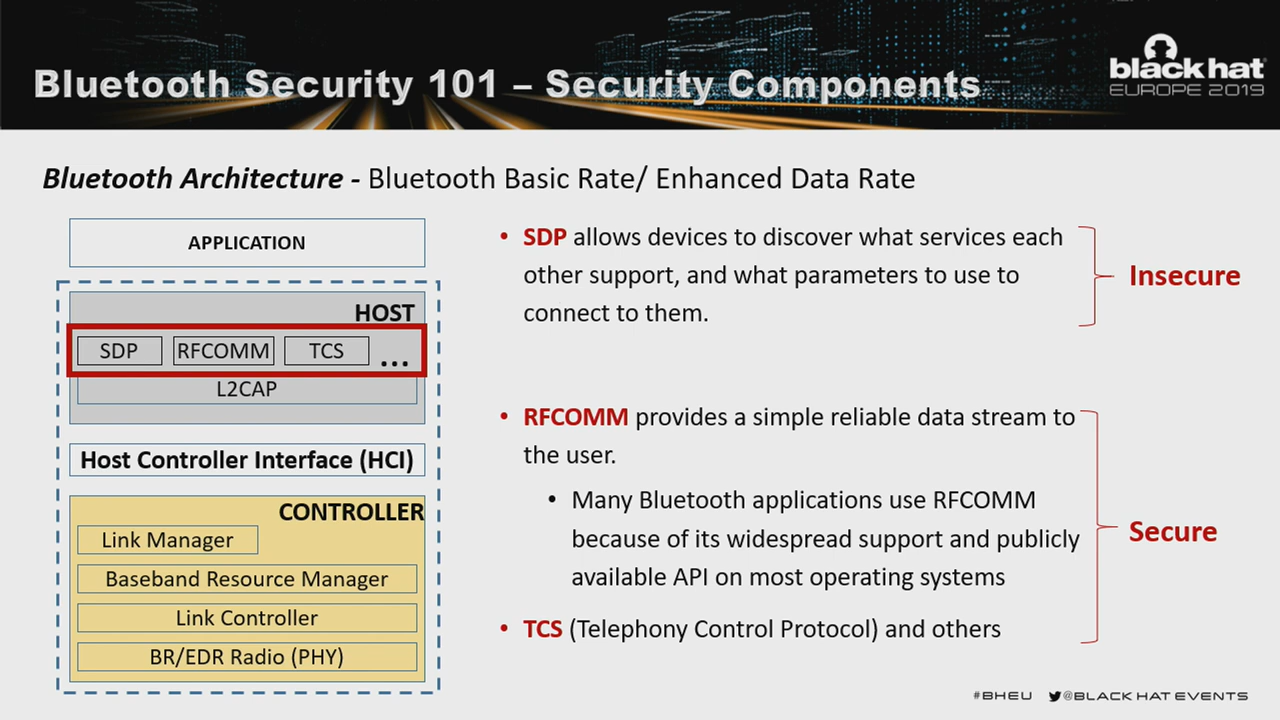 Bluetooth Security 101 – Security Components
black hat
EUROPE 2019
Bluetooth Architecture - Bluetooth Basic Rate/ Enhanced Data Rate
APPLICATION
HOST
SDP
RFCOMM
TCS
...
L2CAP
Host Controller Interface (HCI)
CONTROLLER
Link Manager
Baseband Resource Manager
Link Controller
BR/EDR Radio (PHY)
• SDP allows devices to discover what services each
other support, and what parameters to use to
connect to them.
Insecure
• RFCOMM provides a simple reliable data stream to
the user.
• Many Bluetooth applications use RFCOMM
because of its widespread support and publicly
available API on most operating systems
• TCS (Telephony Control Protocol) and others
Secure
#BHEU @BLACK HAT EVENTS